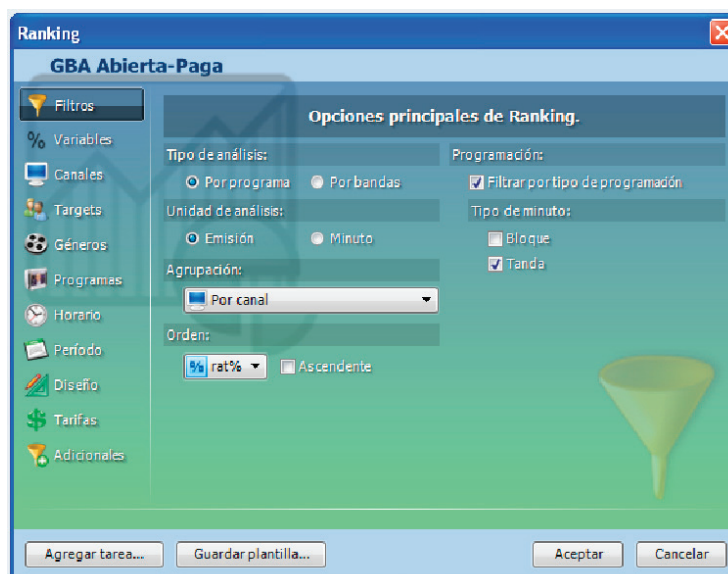 Ranking
GBA Abierta-Paga
Filtros
% Variables
Canales
Targets
Géneros
Programas
Horario
Período
Diseño
$ Tarifas
Adicionales
Opciones principales de Ranking.
Tipo de análisis:
Por programa Por bandas
Unidad de análisis:
Emisión Minuto
Agrupación:
Por canal
Orden:
% rat% Ascendente
Programación:
Filtrar por tipo de programación
Tipo de minuto:
Bloque
Tanda
Agregar tarea... Guardar plantilla... Aceptar Cancelar